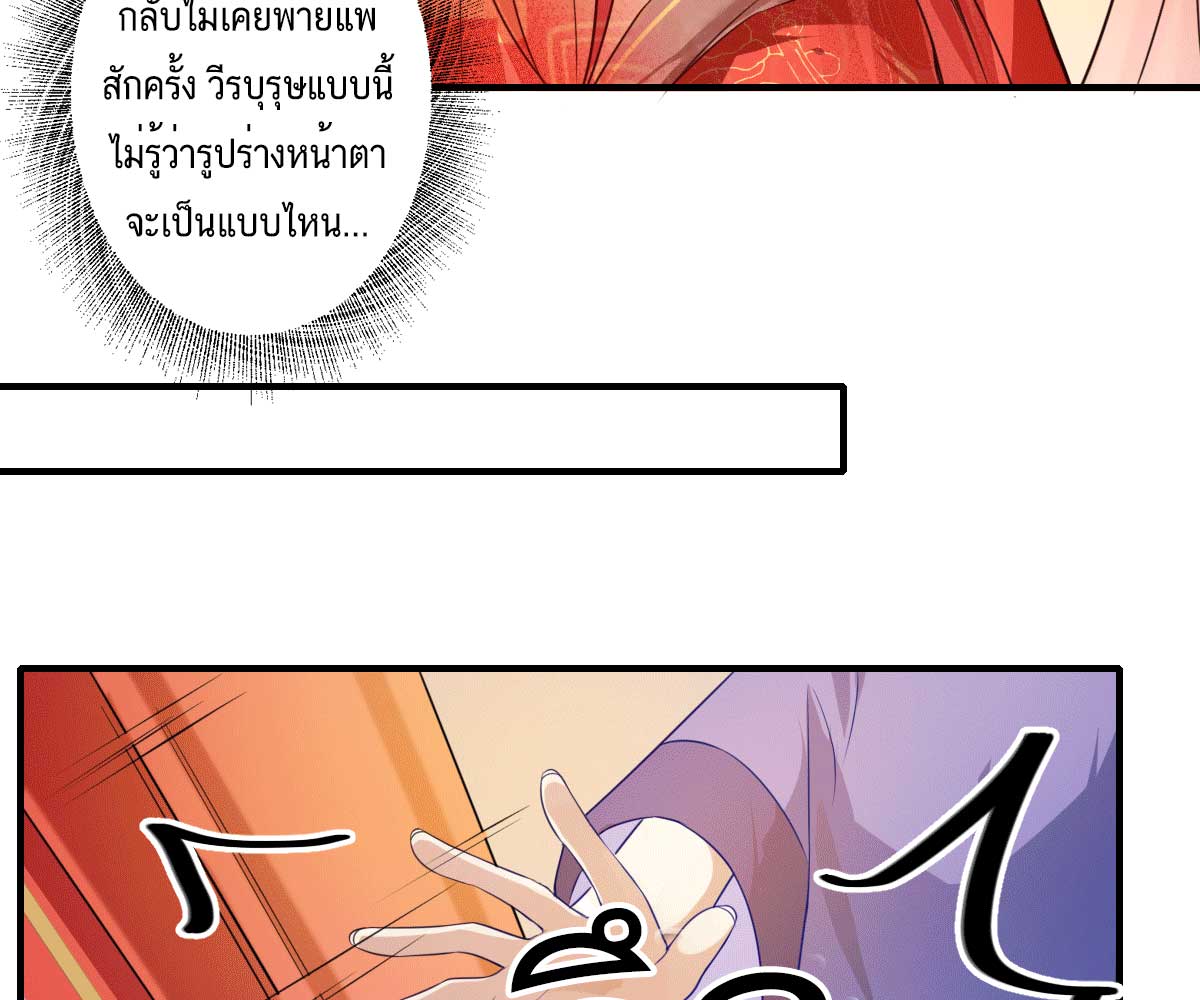 กลับไม่เคยพ่ายแพ้
สักครั้ง วีรบุรุษแบบนี้
ไม่รู้ว่ารูปร่างหน้าตา
จะเป็นแบบไหน...